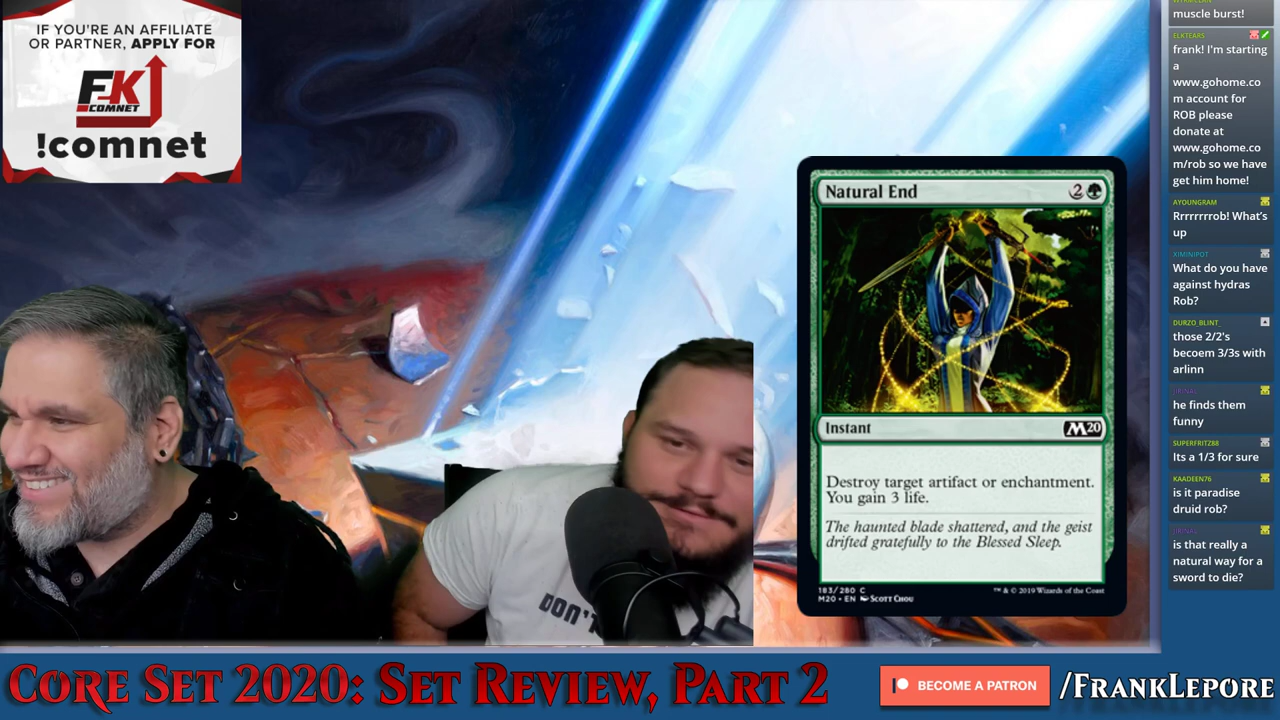 IF YOU'RE AN AFFILIATE
OR PARTNER, APPLY FOR
F2K
COMNET
!comnet
Natural End
2
Instant
M20
Destroy target artifact or enchantment.
You gain 3 life.
The haunted blade shattered, and the geist
drifted gratefully to the Blessed Sleep.
183/280 C
M20 • EN Scott Chou
™ & © 2019 Wizards of the Coast
DON'T
muscle burst!
ELKTEARS
frank! I'm starting
a
www.gohome.co
m account for
ROB please
donate at
www.gohome.co
m/rob so we have
get him home!
AYOUNGRAM
Rrrrrrrob! What's
up
XIMINIPOT
What do you have
against hydras
Rob?
DURZO_BLINT_
those 2/2's
becoem 3/3s with
arlinn
he finds them
funny
SUPERFRITZ88
Its a 1/3 for sure
KAADEEN76
is it paradise
druid rob?
is that really a
natural way for a
sword to die?
Core Set 2020: Set Review, Part 2
BECOME A PATRON
/FrankLepore